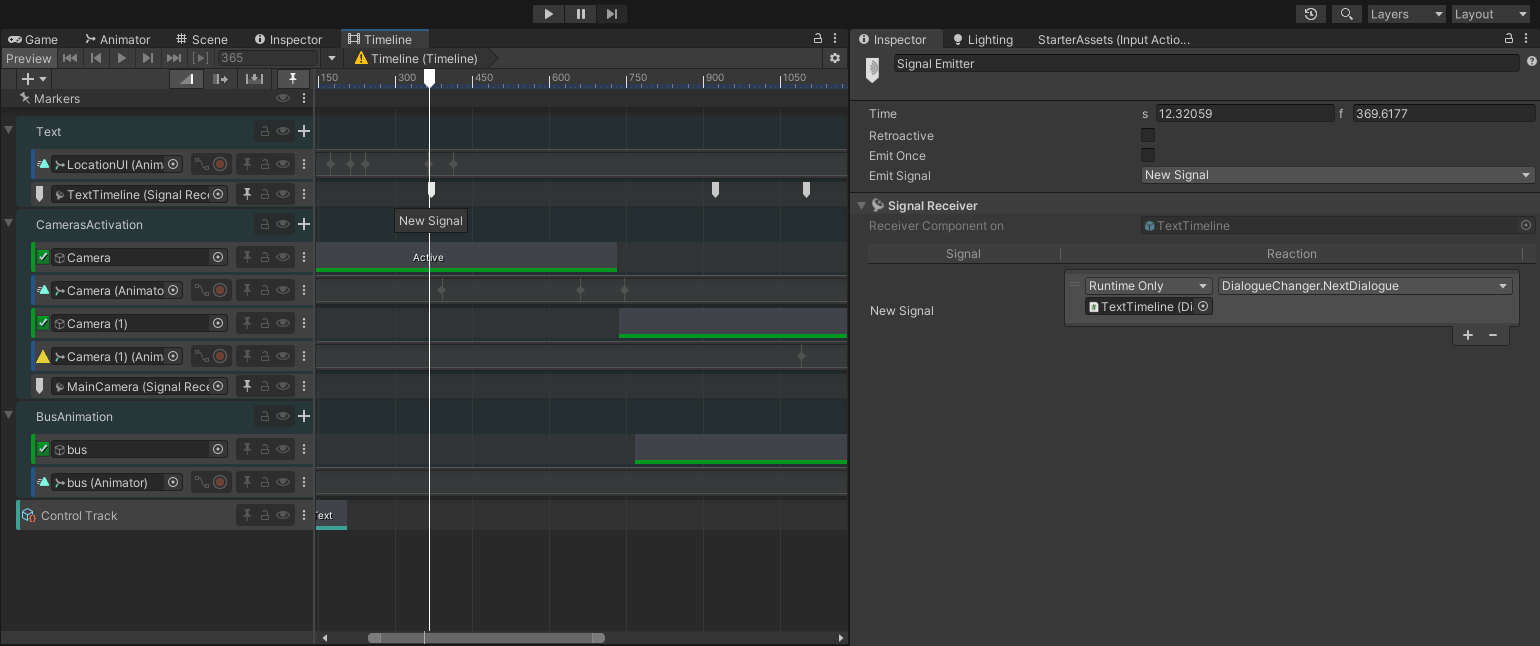 Layers
Layout
Game
Animator
Scene
Inspector
Timeline
Preview
365
Timeline (Timeline)
150
300
450
600
750
900
1050
Markers
Text
LocationUI (Anim
TextTimeline (Signal Rece
New Signal
CamerasActivation
Camera
Active
Camera (Animato
Camera (1)
Camera (1) (Anim
MainCamera (Signal Rece
BusAnimation
bus
bus (Animator)
Control Track
Text
Inspector
Lighting
StarterAssets (Input Actio...
Signal Emitter
Time
s
12.32059
f
369.6177
Retroactive
Emit Once
Emit Signal
New Signal
Signal Receiver
Receiver Component on
TextTimeline
Signal
Reaction
New Signal
Runtime Only
DialogueChanger.NextDialogue
TextTimeline (Di